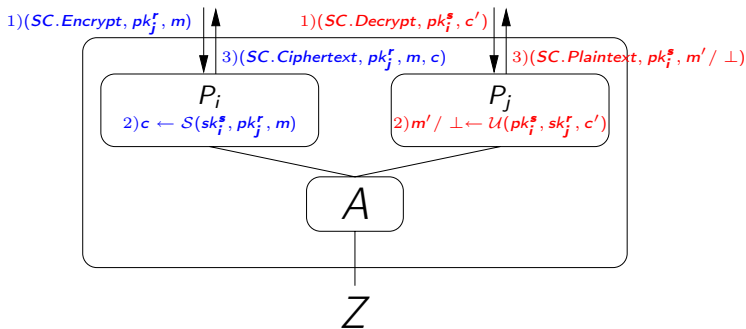 1)(SC.Encrypt, pk_j^r, m)
1)(SC.Decrypt, pk_i^s, c′)
3)(SC.Ciphertext, pk_j^r, m, c)
3)(SC.Plaintext, pk_i^s, m′/ ⊥)
P_i
P_j
2)c ← S(sk_i^s, pk_j^r, m)
2)m′/ ⊥← U(pk_i^s, sk_j^r, c′)
A
Z